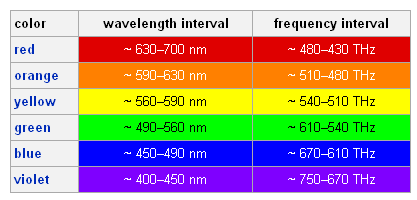 color wavelength interval frequency interval
red ~ 630–700 nm ~ 480–430 THz
orange ~ 590–630 nm ~ 510–480 THz
yellow ~ 560–590 nm ~ 540–510 THz
green ~ 490–560 nm ~ 610–540 THz
blue ~ 450–490 nm ~ 670–610 THz
violet ~ 400–450 nm ~ 750–670 THz